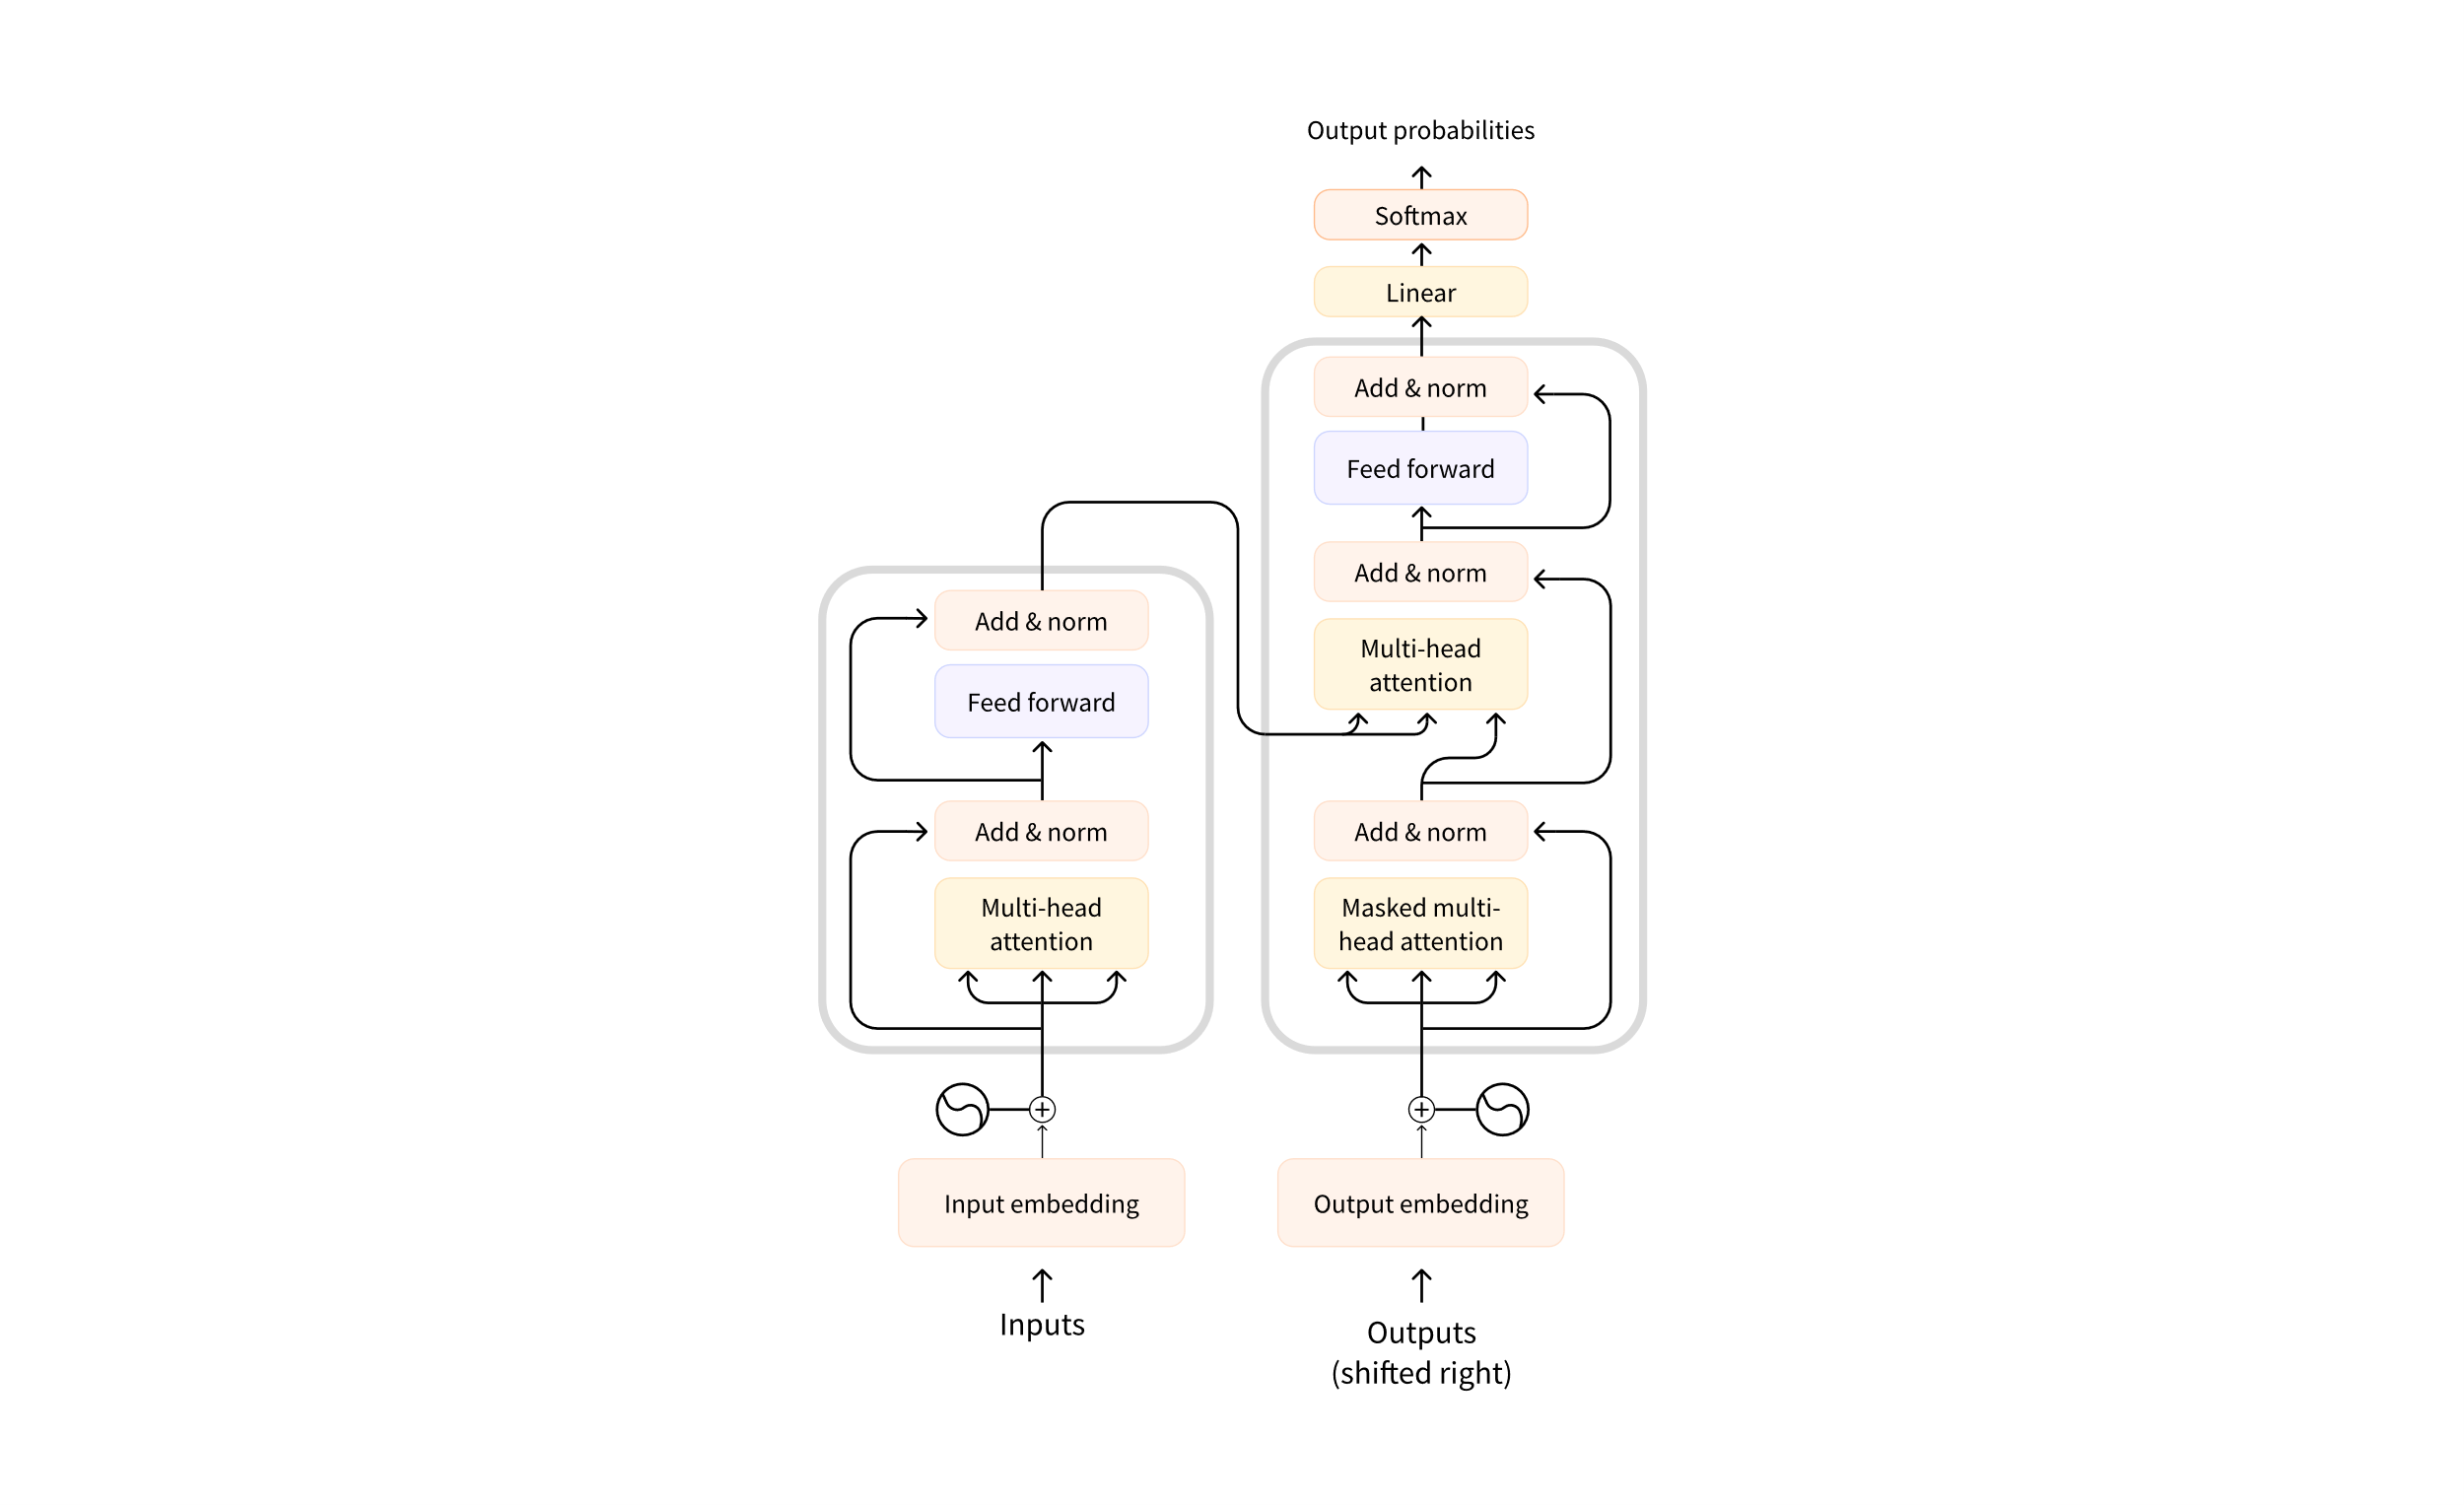 Output probabilities
Softmax
Linear
Add & norm
Feed forward
Add & norm
Multi-head
attention
Add & norm
Masked multi-
head attention
Output embedding
Outputs
(shifted right)
Add & norm
Feed forward
Add & norm
Multi-head
attention
Input embedding
Inputs